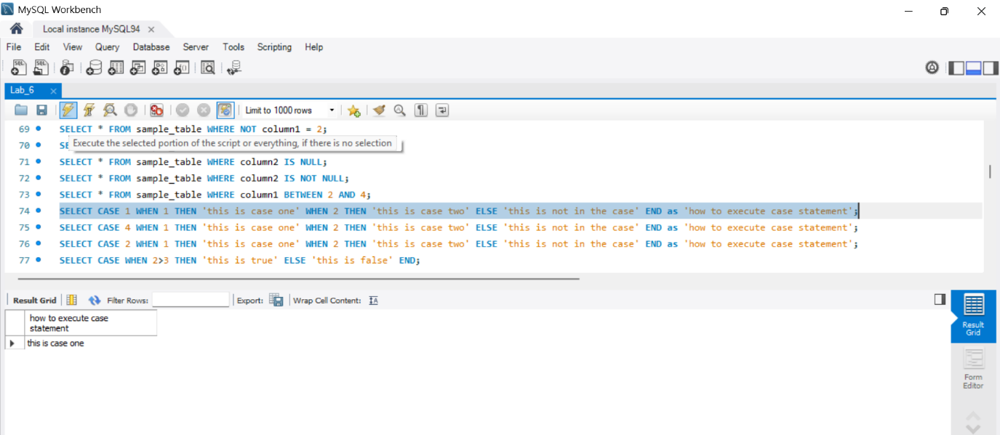 MySQL Workbench
Local instance MySQL94
File Edit View Query Database Server Tools Scripting Help
Lab_6
Limit to 1000 rows
69 SELECT * FROM sample_table WHERE NOT column1 = 2;
70 SE
Execute the selected portion of the script or everything, if there is no selection
71 SELECT * FROM sample_table WHERE column2 IS NULL;
72 SELECT * FROM sample_table WHERE column2 IS NOT NULL;
73 SELECT * FROM sample_table WHERE column1 BETWEEN 2 AND 4;
74 SELECT CASE 1 WHEN 1 THEN 'this is case one' WHEN 2 THEN 'this is case two' ELSE 'this is not in the case' END as 'how to execute case statement';
75 SELECT CASE 4 WHEN 1 THEN 'this is case one' WHEN 2 THEN 'this is case two' ELSE 'this is not in the case' END as 'how to execute case statement';
76 SELECT CASE 2 WHEN 1 THEN 'this is case one' WHEN 2 THEN 'this is case two' ELSE 'this is not in the case' END as 'how to execute case statement';
77 SELECT CASE WHEN 2>3 THEN 'this is true' ELSE 'this is false' END;
Result Grid Filter Rows: Export: Wrap Cell Content:
how to execute case
statement
this is case one
Result
Grid
Form
Editor